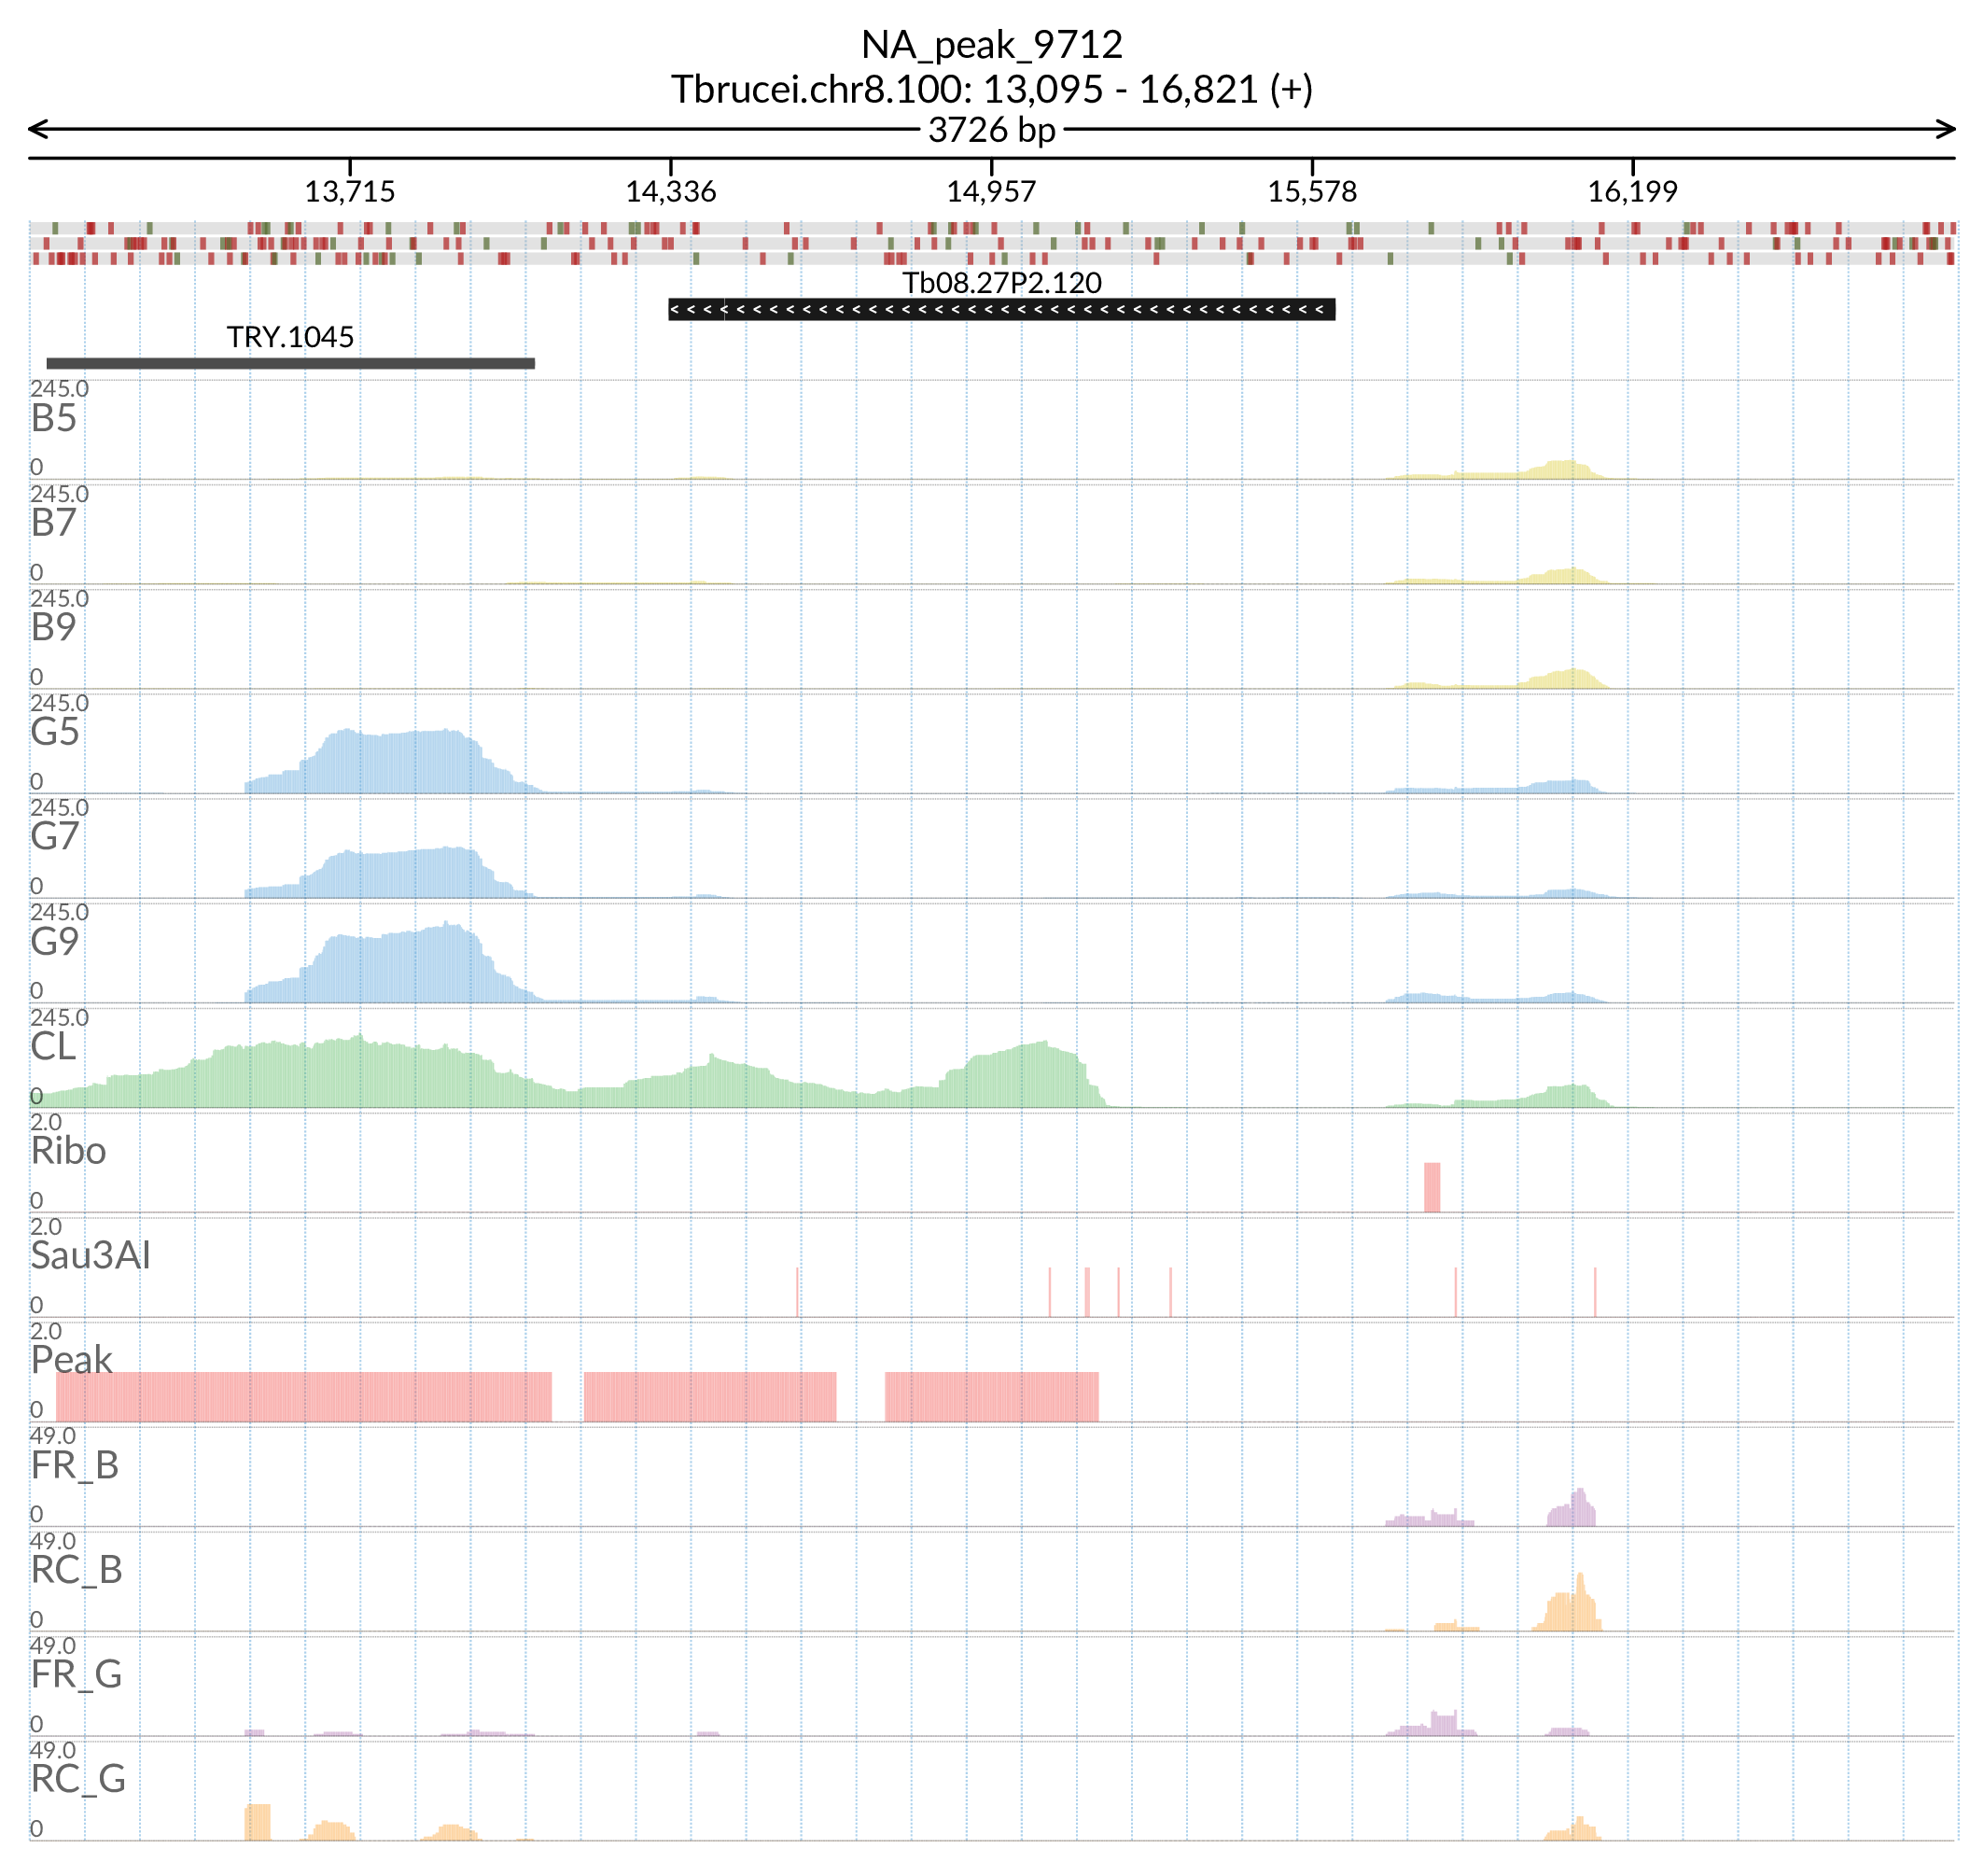 NA_peak_9712
Tbrucei.chr8.100: 13,095 - 16,821 (+)
3726 bp
13,715 14,336 14,957 15,578 16,199
Tb08.27P2.120
TRY.1045
245.0
B5
0
245.0
B7
0
245.0
B9
0
245.0
G5
0
245.0
G7
0
245.0
G9
0
245.0
CL
0
2.0
Ribo
0
2.0
Sau3AI
0
2.0
Peak
0
49.0
FR_B
0
49.0
RC_B
0
49.0
FR_G
0
49.0
RC_G
0